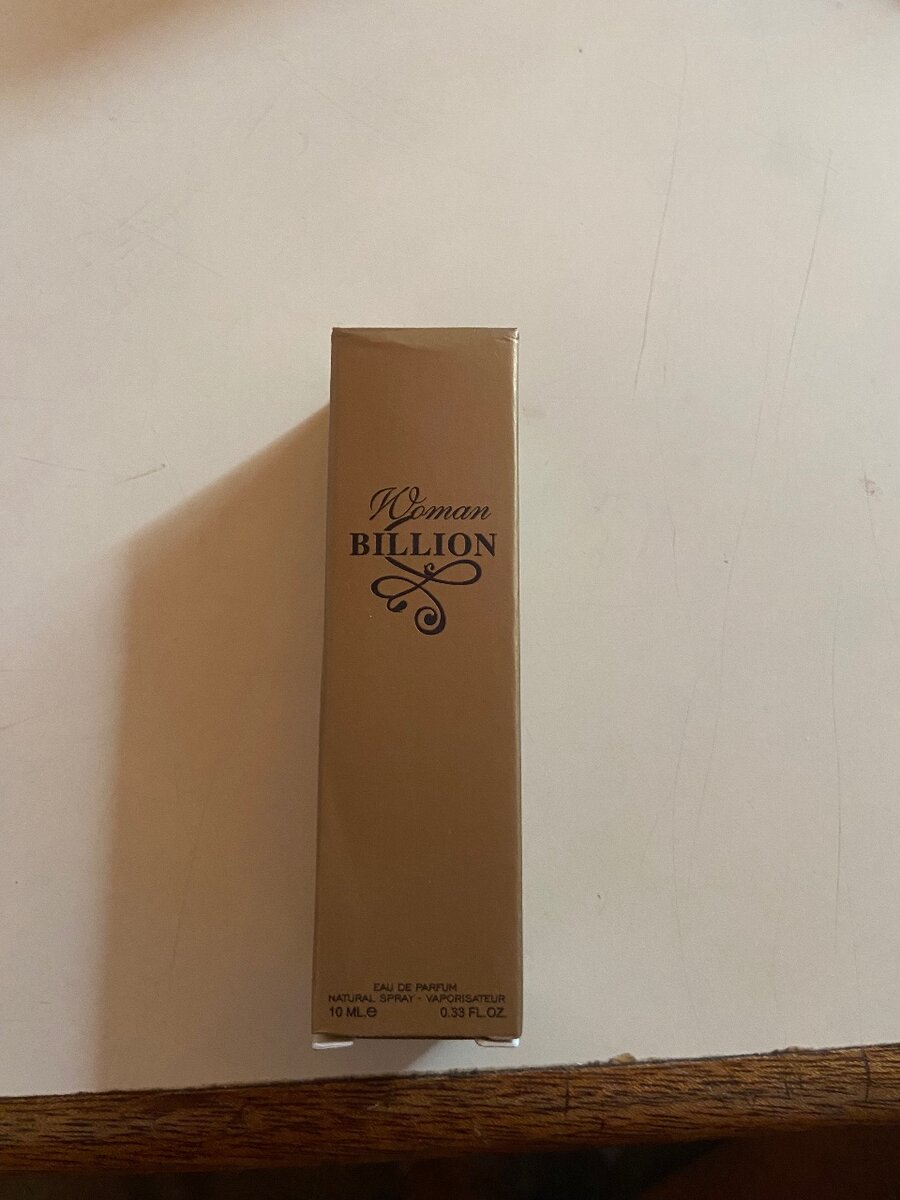 Woman
BILLION
EAU DE PARFUM
NATURAL SPRAY - VAPORISATEUR
10 ML.e 0.33 FL.OZ.